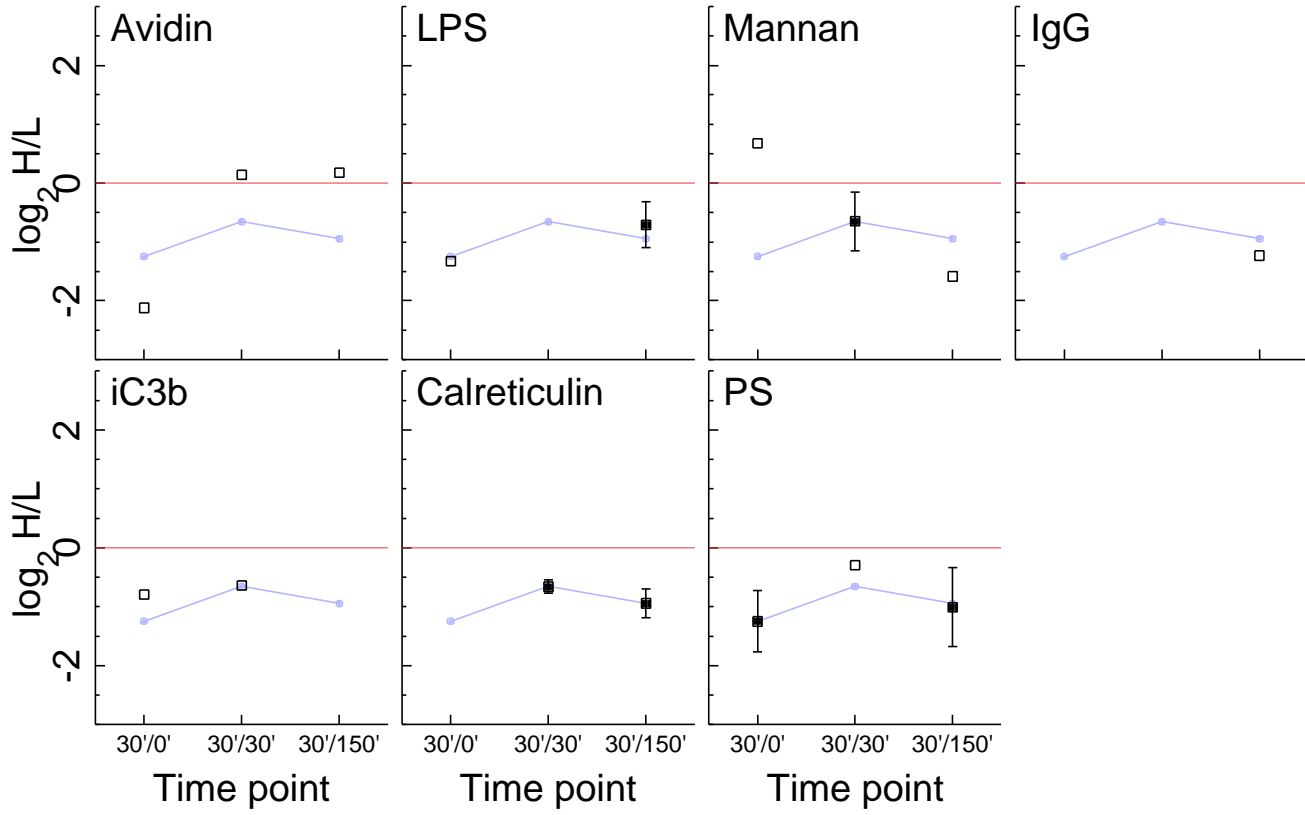 Avidin
LPS
Mannan
IgG
2
0
-2
log2 H/L
iC3b
Calreticulin
PS
2
0
-2
log2 H/L
30'/0' 30'/30' 30'/150'
30'/0' 30'/30' 30'/150'
30'/0' 30'/30' 30'/150'
Time point
Time point
Time point